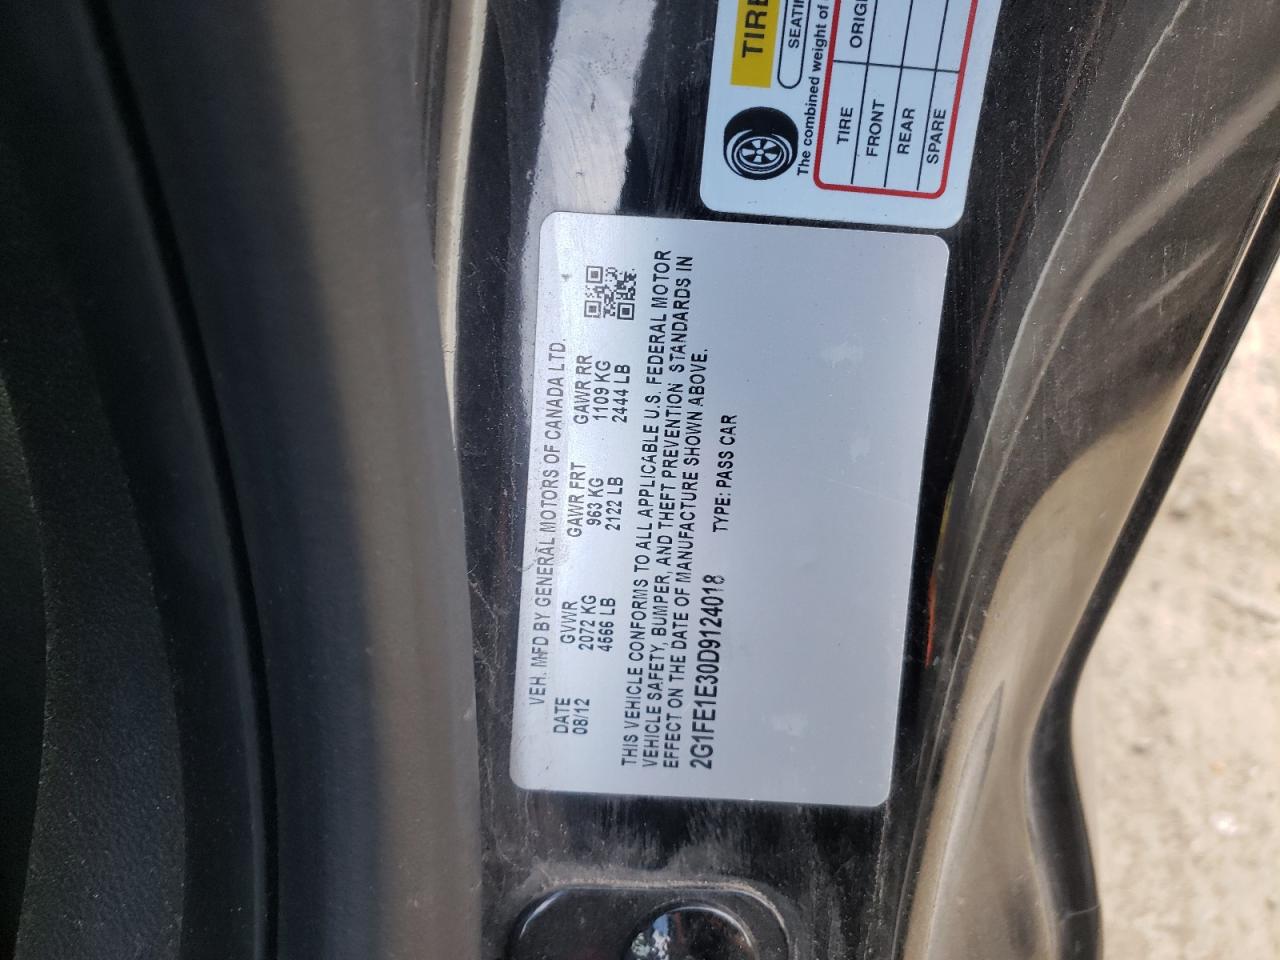 VEH. MFD BY GENERAL MOTORS OF CANADA LTD.
DATE GVWR GAWR FRT GAWR RR
08/12 2072 KG 963 KG 1109 KG
4566 LB 2122 LB 2444 LB
THIS VEHICLE CONFORMS TO ALL APPLICABLE U.S. FEDERAL MOTOR
VEHICLE SAFETY, BUMPER, AND THEFT PREVENTION STANDARDS IN
EFFECT ON THE DATE OF MANUFACTURE SHOWN ABOVE.
2G1FE1E30D9124018 TYPE: PASS CAR
TIRE
The combined weight of
TIRE
FRONT
REAR
SPARE